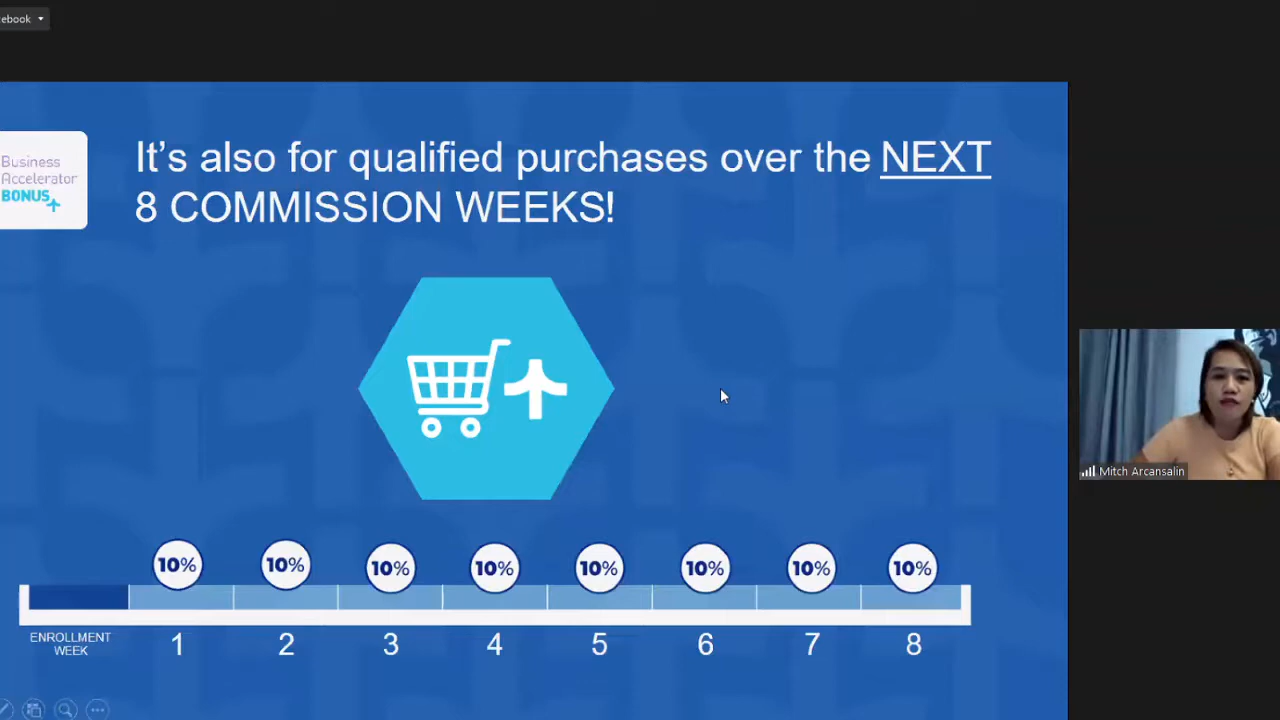 ebook
Business
Accelerator
BONUS
It's also for qualified purchases over the NEXT
8 COMMISSION WEEKS!
Mitch Arcansalin
10% 10% 10% 10% 10% 10% 10% 10%
ENROLLMENT
WEEK
1 2 3 4 5 6 7 8